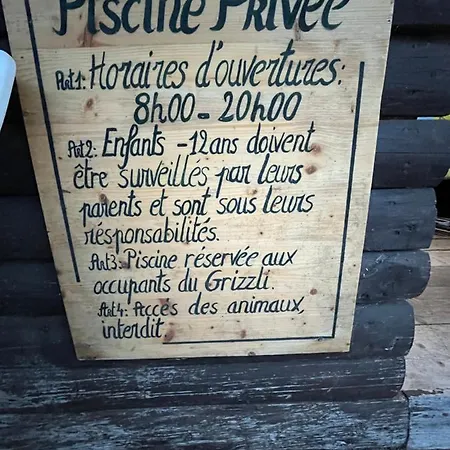 Piscine Privée
Art1: Horaires d'ouvertures:
8h00 - 20h00
Art2: Enfants -12ans doivent
être surveillés par leurs
parents et sont sous leurs
résponsabilités.
Art3: Piscine réservée aux
occupants du Grizzli.
Art4: Accès des animaux,
interdit